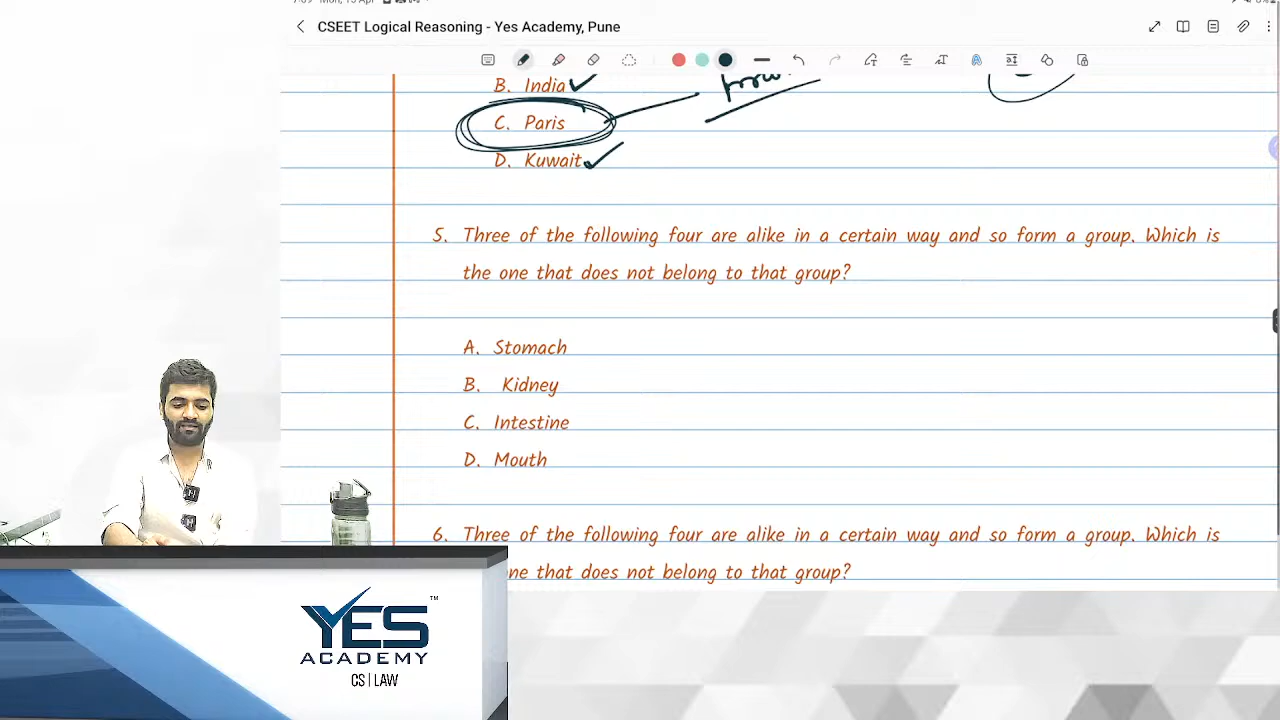 CSEET Logical Reasoning - Yes Academy, Pune
B. India
C. Paris
D. Kuwait
5. Three of the following four are alike in a certain way and so form a group. Which is
the one that does not belong to that group?
A. Stomach
B. Kidney
C. Intestine
D. Mouth
6. Three of the following four are alike in a certain way and so form a group. Which is
one that does not belong to that group?
YES™
ACADEMY
CS | LAW